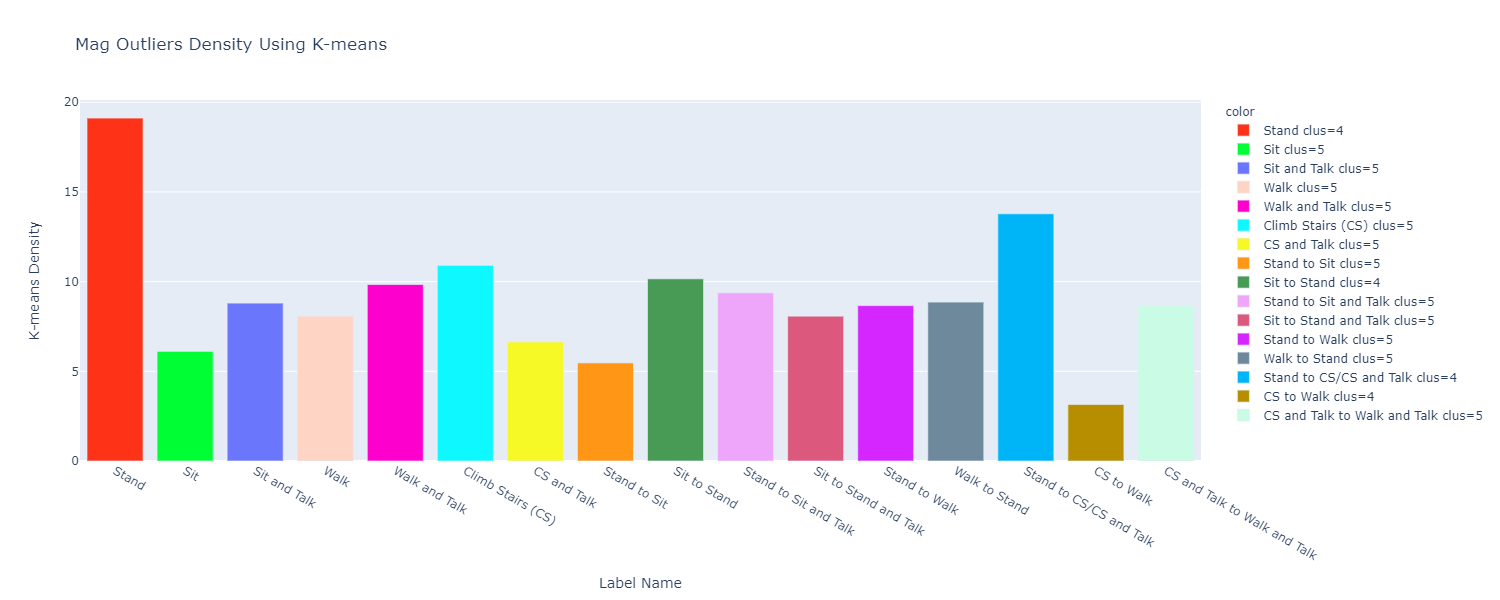 Mag Outliers Density Using K-means
20
15
10
5
0
K-means Density
Stand
Sit
Sit and Talk
Walk
Walk and Talk
Climb Stairs (CS)
CS and Talk
Stand to Sit
Sit to Stand
Stand to Sit and Talk
Sit to Stand and Talk
Stand to Walk
Walk to Stand
Stand to CS/CS and Talk
CS to Walk
CS and Talk to Walk and Talk
Label Name
color
Stand clus=4
Sit clus=5
Sit and Talk clus=5
Walk clus=5
Walk and Talk clus=5
Climb Stairs (CS) clus=5
CS and Talk clus=5
Stand to Sit clus=5
Sit to Stand clus=4
Stand to Sit and Talk clus=5
Sit to Stand and Talk clus=5
Stand to Walk clus=5
Walk to Stand clus=5
Stand to CS/CS and Talk clus=4
CS to Walk clus=4
CS and Talk to Walk and Talk clus=5